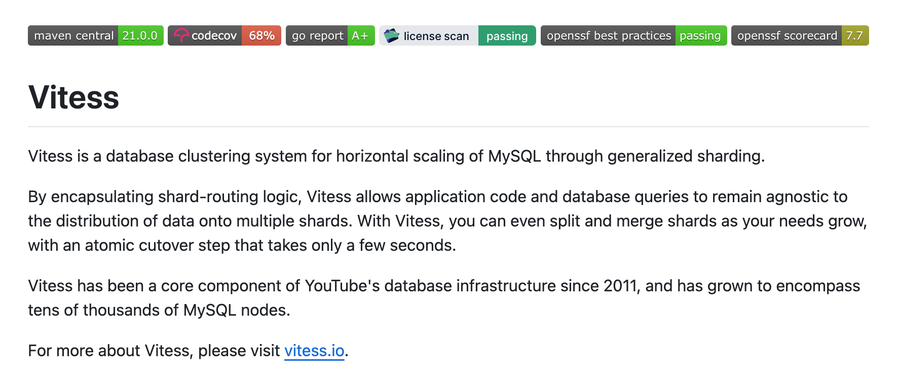 maven central 21.0.0 codecov 68% go report A+ license scan passing openssf best practices passing openssf scorecard 7.7
Vitess
Vitess is a database clustering system for horizontal scaling of MySQL through generalized sharding.
By encapsulating shard-routing logic, Vitess allows application code and database queries to remain agnostic to
the distribution of data onto multiple shards. With Vitess, you can even split and merge shards as your needs grow,
with an atomic cutover step that takes only a few seconds.
Vitess has been a core component of YouTube's database infrastructure since 2011, and has grown to encompass
tens of thousands of MySQL nodes.
For more about Vitess, please visit vitess.io.